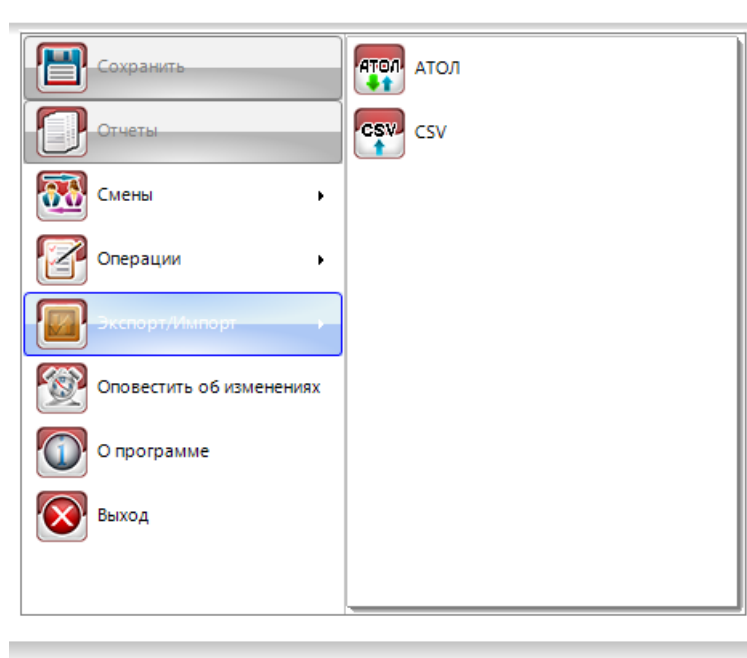 Сохранить
Отчеты
Смены
Операции
Экспорт/Импорт
Оповестить об изменениях
О программе
Выход
АТОЛ АТОЛ
CSV CSV